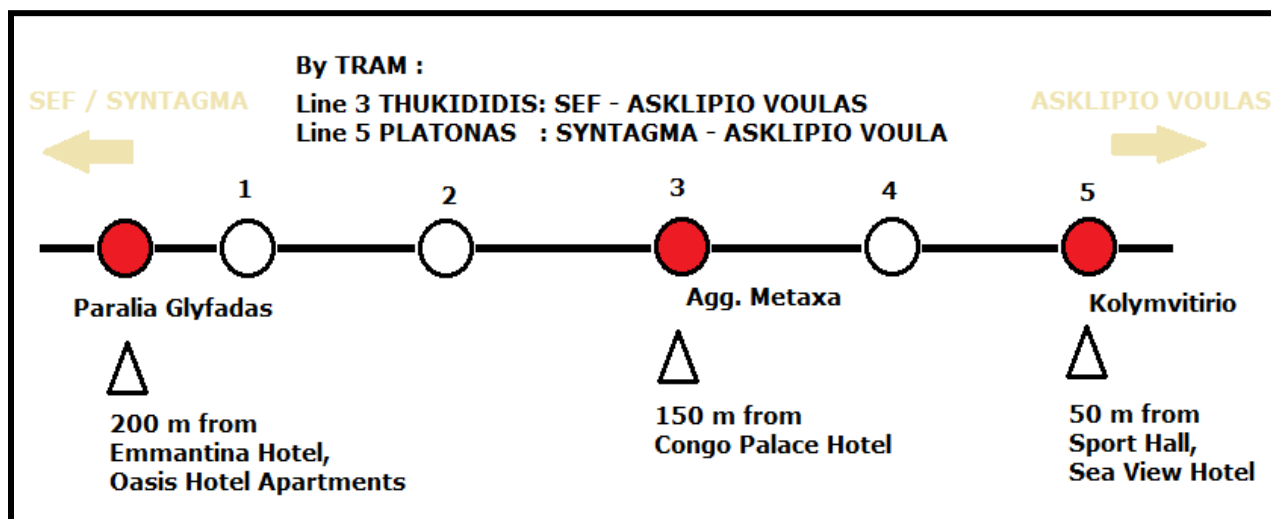 By TRAM :
SEF / SYNTAGMA
Line 3 THUKIDIDIS: SEF - ASKLIPIO VOULAS
ASKLIPIO VOULAS
Line 5 PLATONAS : SYNTAGMA - ASKLIPIO VOULA
1
2
3
4
5
Paralia Glyfadas
Agg. Metaxa
Kolymvitirio
200 m from
Emmantina Hotel,
Oasis Hotel Apartments
150 m from
Congo Palace Hotel
50 m from
Sport Hall,
Sea View Hotel